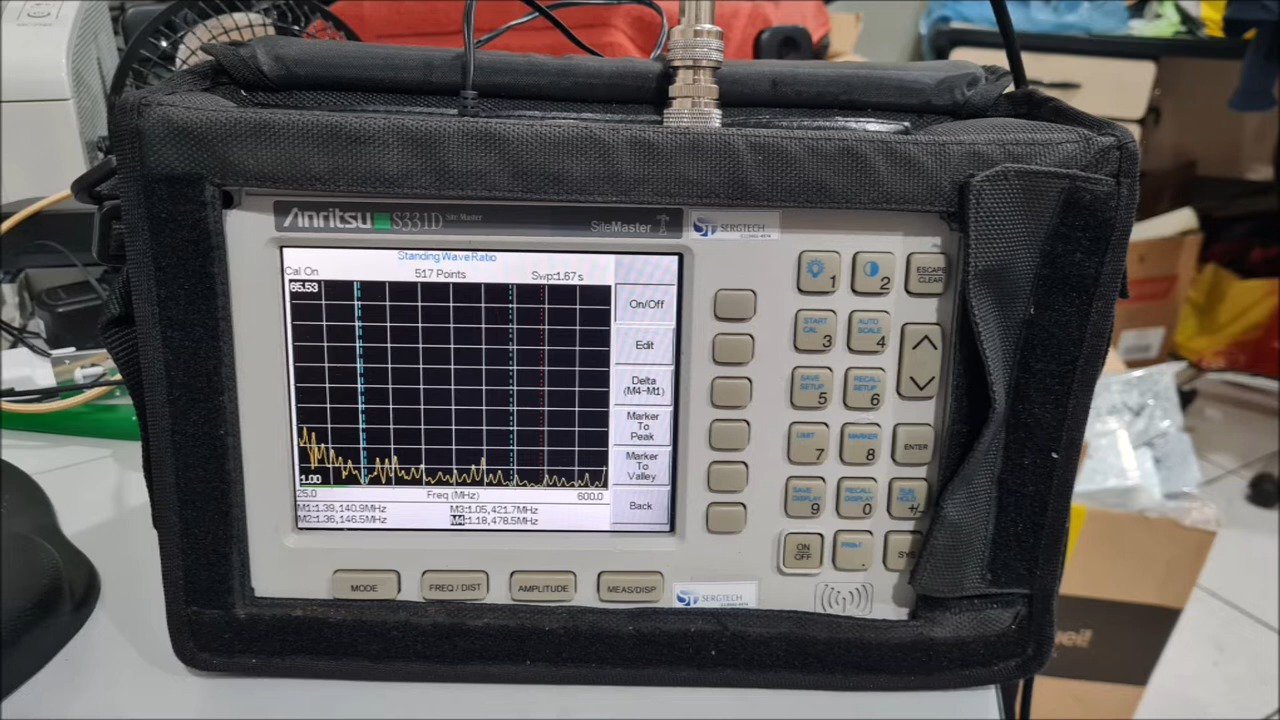 Anritsu S331D Site Master
SiteMaster
SERGTECH
Standing Wave Ratio
Cal On
517 Points
Swp:1.67 s
65.53
1.00
25.0
Freq (MHz)
600.0
M1:1.39,140.9MHz
M3:1.05,421.7MHz
M2:1.36,146.5MHz
M4:1.18,478.5MHz
On/Off
Edit
Delta
(M4-M1)
Marker
To
Peak
Marker
To
Valley
Back
1
2
ESCAPE
CLEAR
START
CAL
3
AUTO
SCALE
4
SAVE
SETUP
5
RECALL
SETUP
6
LIMIT
7
MARKER
8
ENTER
SAVE
DISPLAY
9
RECALL
DISPLAY
0
RUN
HOLD
+/-
ON
OFF
PRINT
.
SYS
MODE
FREQ / DIST
AMPLITUDE
MEAS/DISP
SERGTECH